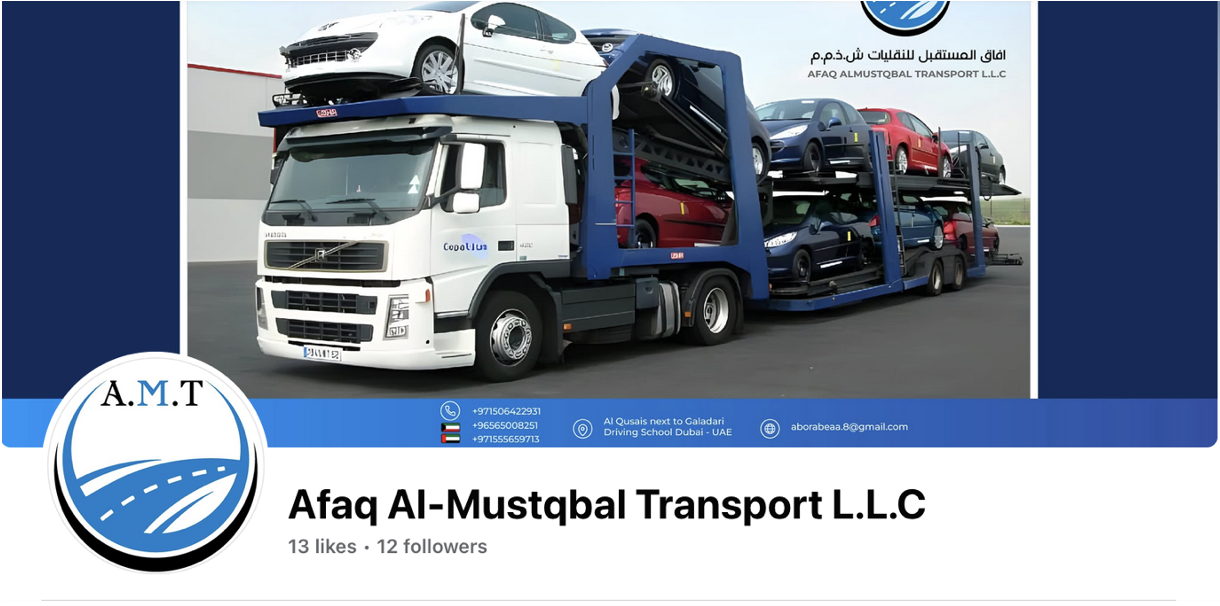 افاق المستقبل للنقليات ش.ذ.م.م
AFAQ ALMUSTQBAL TRANSPORT L.L.C
A.M.T
+971506422931
+96565008251
+971555659713
Al Qusais next to Galadari
Driving School Dubai - UAE
aborabeaa.8@gmail.com
Afaq Al-Mustqbal Transport L.L.C
13 likes • 12 followers